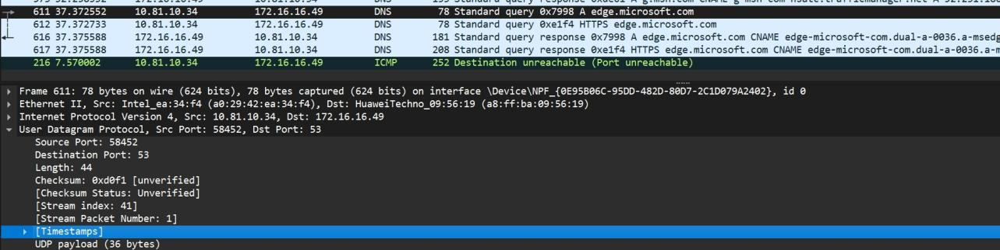 611 37.372552 10.81.10.34 172.16.16.49 DNS 78 Standard query 0x7998 A edge.microsoft.com
612 37.372733 10.81.10.34 172.16.16.49 DNS 78 Standard query 0xe1f4 HTTPS edge.microsoft.com
616 37.375588 172.16.16.49 10.81.10.34 DNS 181 Standard query response 0x7998 A edge.microsoft.com CNAME edge-microsoft-com.dual-a-0036.a-msedg
617 37.375588 172.16.16.49 10.81.10.34 DNS 208 Standard query response 0xe1f4 HTTPS edge.microsoft.com CNAME edge-microsoft-com.dual-a-0036.a-m
216 7.570002 10.81.10.34 172.16.16.49 ICMP 252 Destination unreachable (Port unreachable)
Frame 611: 78 bytes on wire (624 bits), 78 bytes captured (624 bits) on interface \Device\NPF_{0E95B06C-95DD-482D-80D7-2C1D079A2402}, id 0
Ethernet II, Src: Intel_ea:34:f4 (a0:29:42:ea:34:f4), Dst: HuaweiTechno_09:56:19 (a8:ff:ba:09:56:19)
Internet Protocol Version 4, Src: 10.81.10.34, Dst: 172.16.16.49
User Datagram Protocol, Src Port: 58452, Dst Port: 53
Source Port: 58452
Destination Port: 53
Length: 44
Checksum: 0xd0f1 [unverified]
[Checksum Status: Unverified]
[Stream index: 41]
[Stream Packet Number: 1]
[Timestamps]
UDP payload (36 bytes)